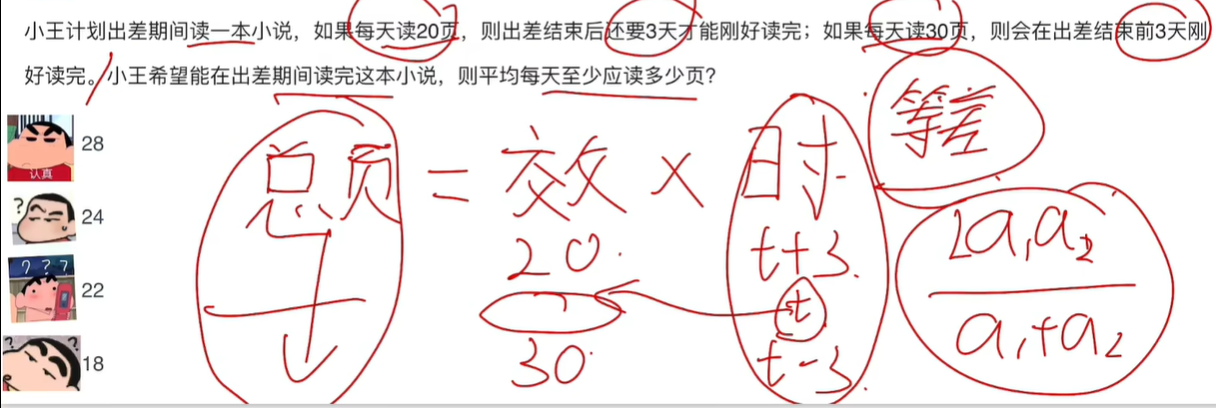 小王计划出差期间读一本小说，如果每天读20页，则出差结束后还要3天才能刚好读完；如果每天读30页，则会在出差结束前3天刚
好读完。小王希望能在出差期间读完这本小说，则平均每天至少应读多少页？
等差
认真
28
总页 = 效 × 时
?
24
2a₁a₂
20.
t+3.
? ? ?
22
t
a₁+a₂
30.
t-3.
? ?
18